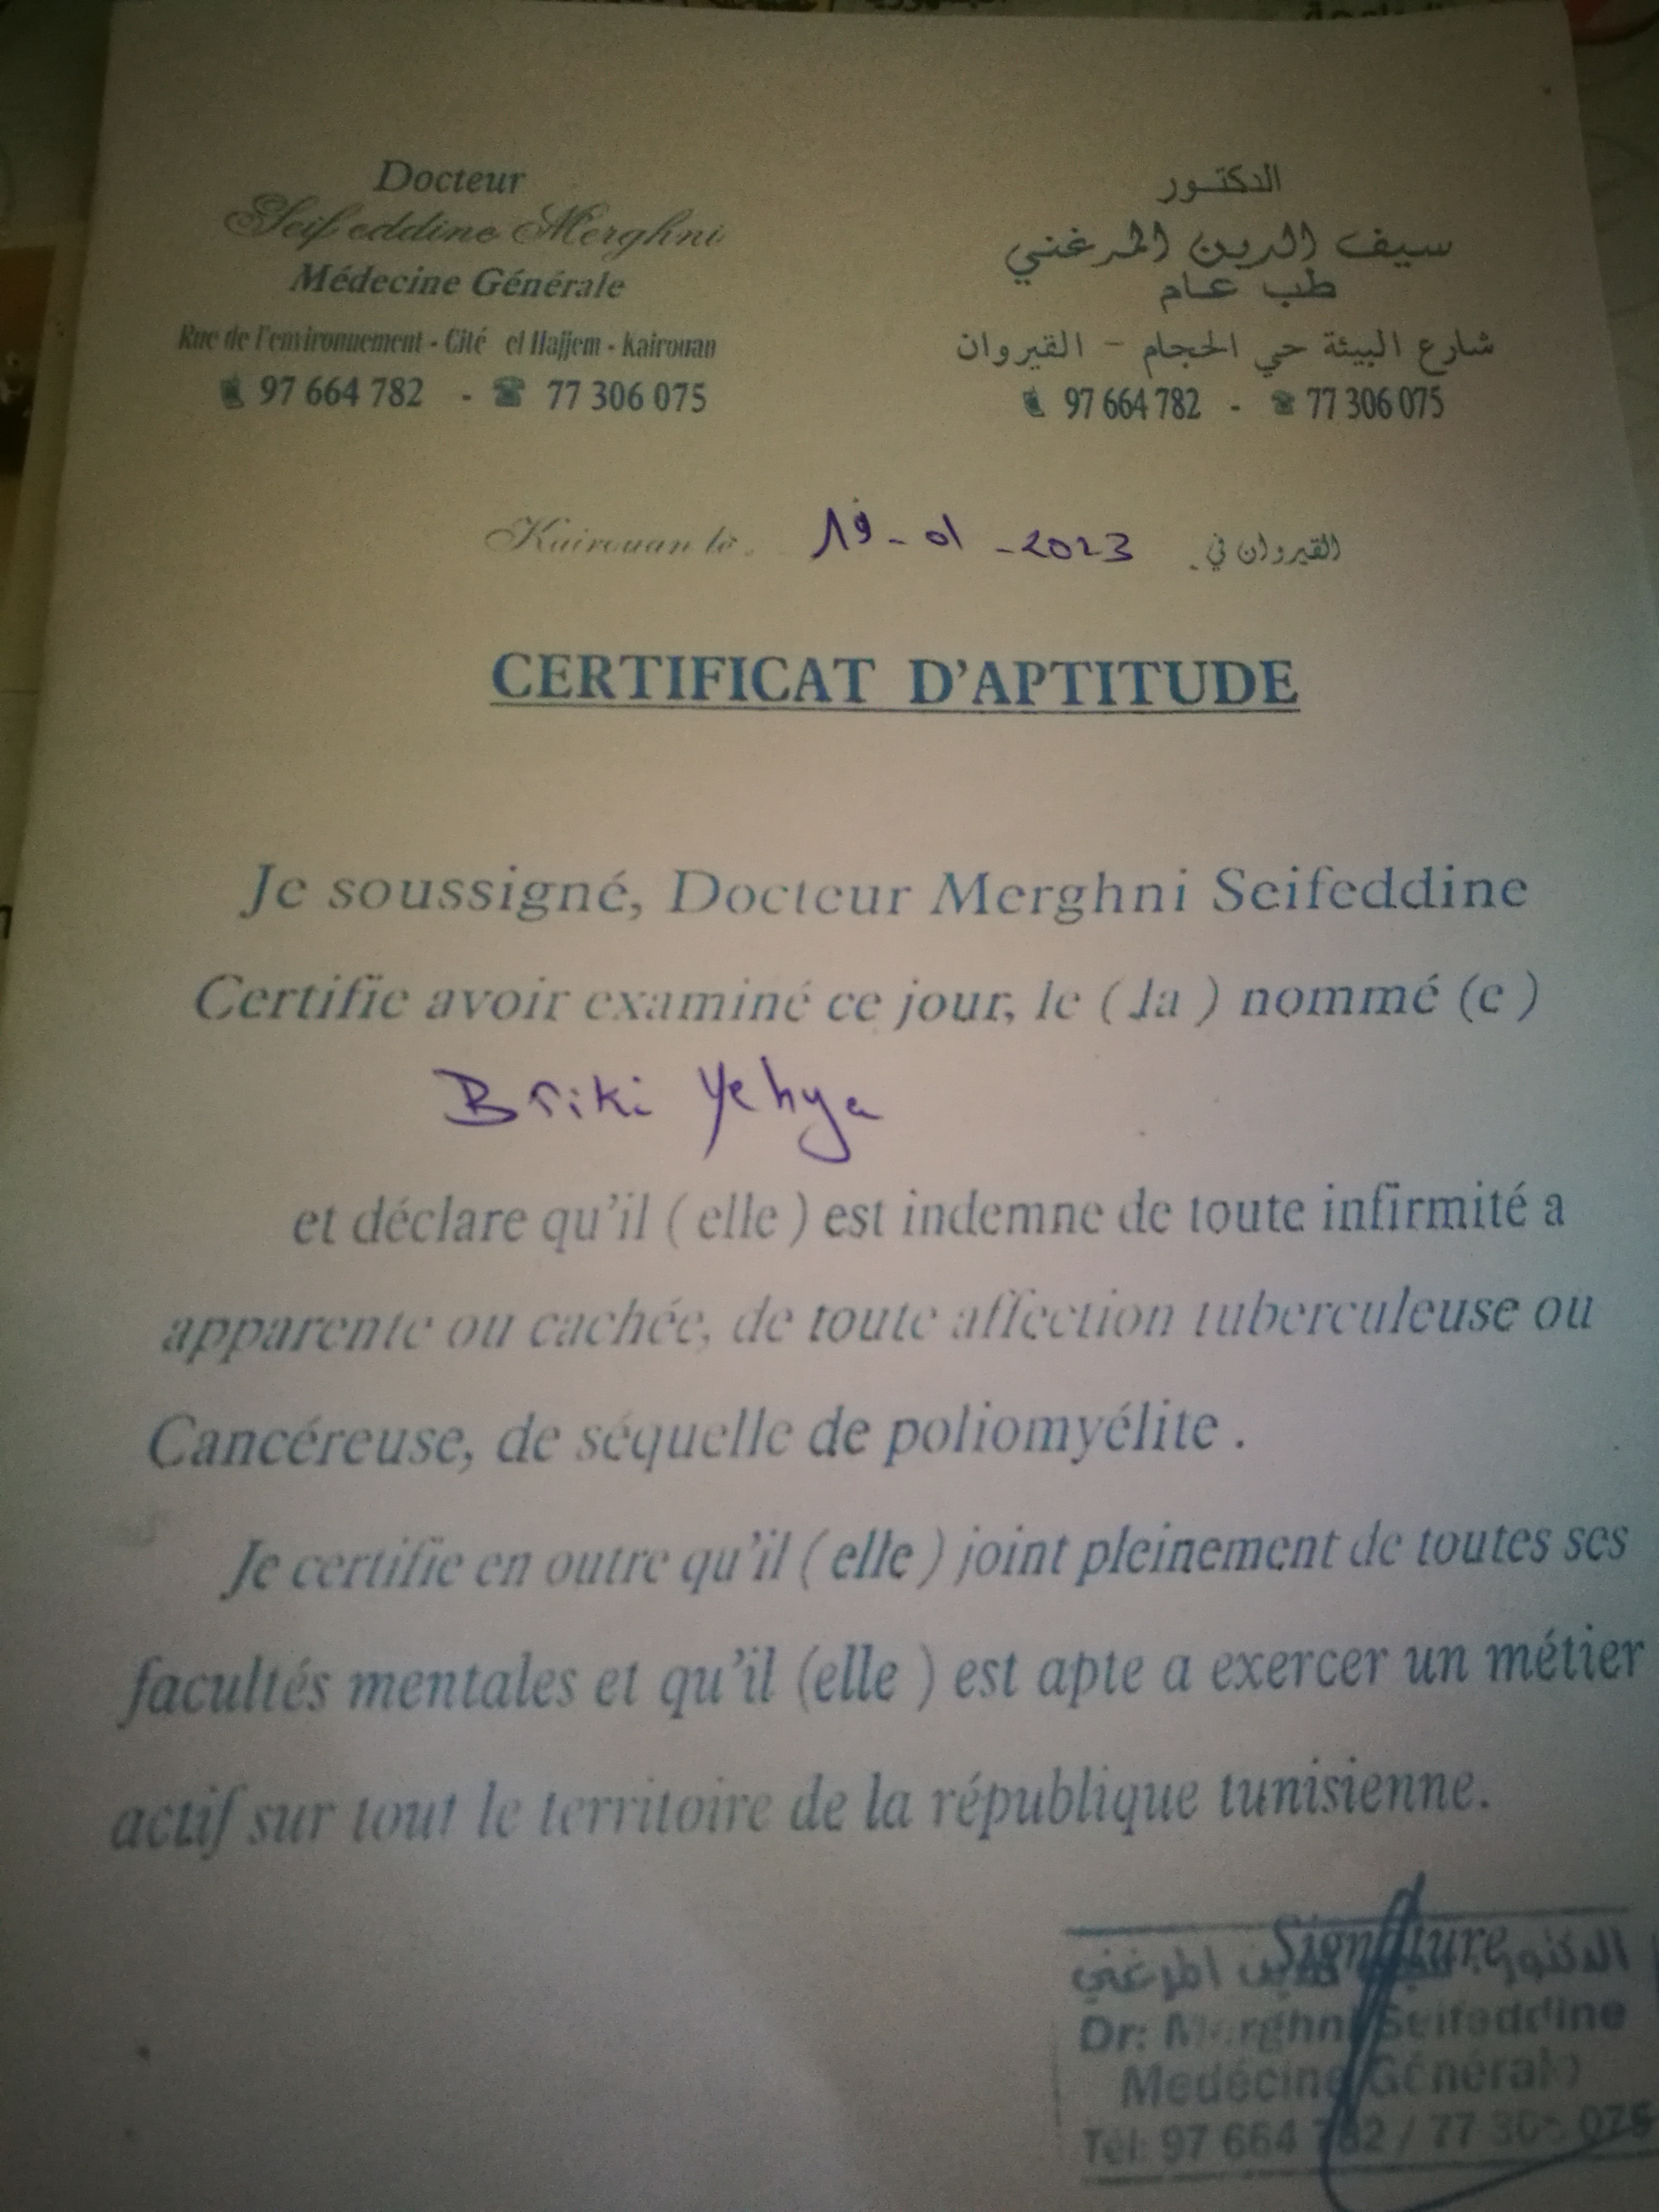 Docteur
Seifeddine Merghni
Médecine Générale
Rue de l'environnement - Cité el Hajjem - Kairouan
97 664 782 - 77 306 075
الدكتور
سيف الدين المرغني
طب عام
شارع البيئة حي الحجام - القيروان
97 664 782 - 77 306 075
Kairouan le 19-01-2023 القيروان في
CERTIFICAT D'APTITUDE
Je soussigné, Docteur Merghni Seifeddine
Certifie avoir examiné ce jour, le ( la ) nommé (e )
Briki Yehya
et déclare qu'il ( elle ) est indemne de toute infirmité a
apparente ou cachée, de toute affection tuberculeuse ou
Cancéreuse, de séquelle de poliomyélite .
Je certifie en outre qu'il ( elle ) joint pleinement de toutes ses
facultés mentales et qu'il (elle ) est apte a exercer un métier
actif sur tout le territoire de la république tunisienne.
Signature
الدكتور سيف الدين المرغني
Dr: Merghni Seifeddine
Medécine Générale
Tél: 97 664 782 / 77 306 075